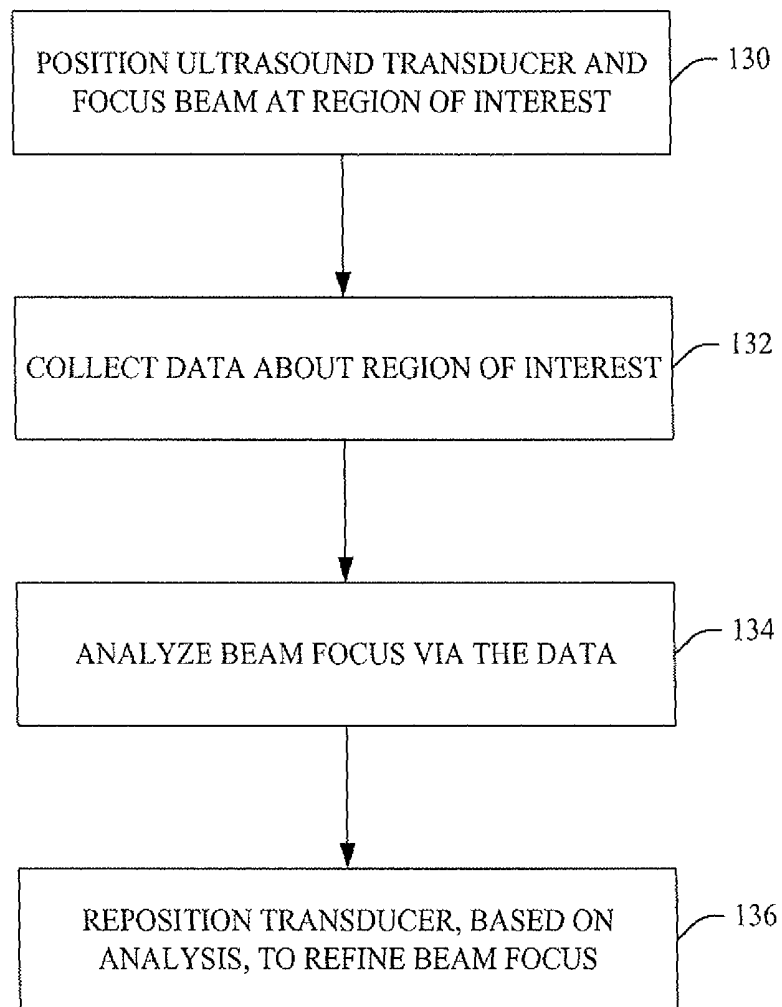 POSITION ULTRASOUND TRANSDUCER AND
FOCUS BEAM AT REGION OF INTEREST
130
COLLECT DATA ABOUT REGION OF INTEREST
132
ANALYZE BEAM FOCUS VIA THE DATA
134
REPOSITION TRANSDUCER, BASED ON
ANALYSIS, TO REFINE BEAM FOCUS
136